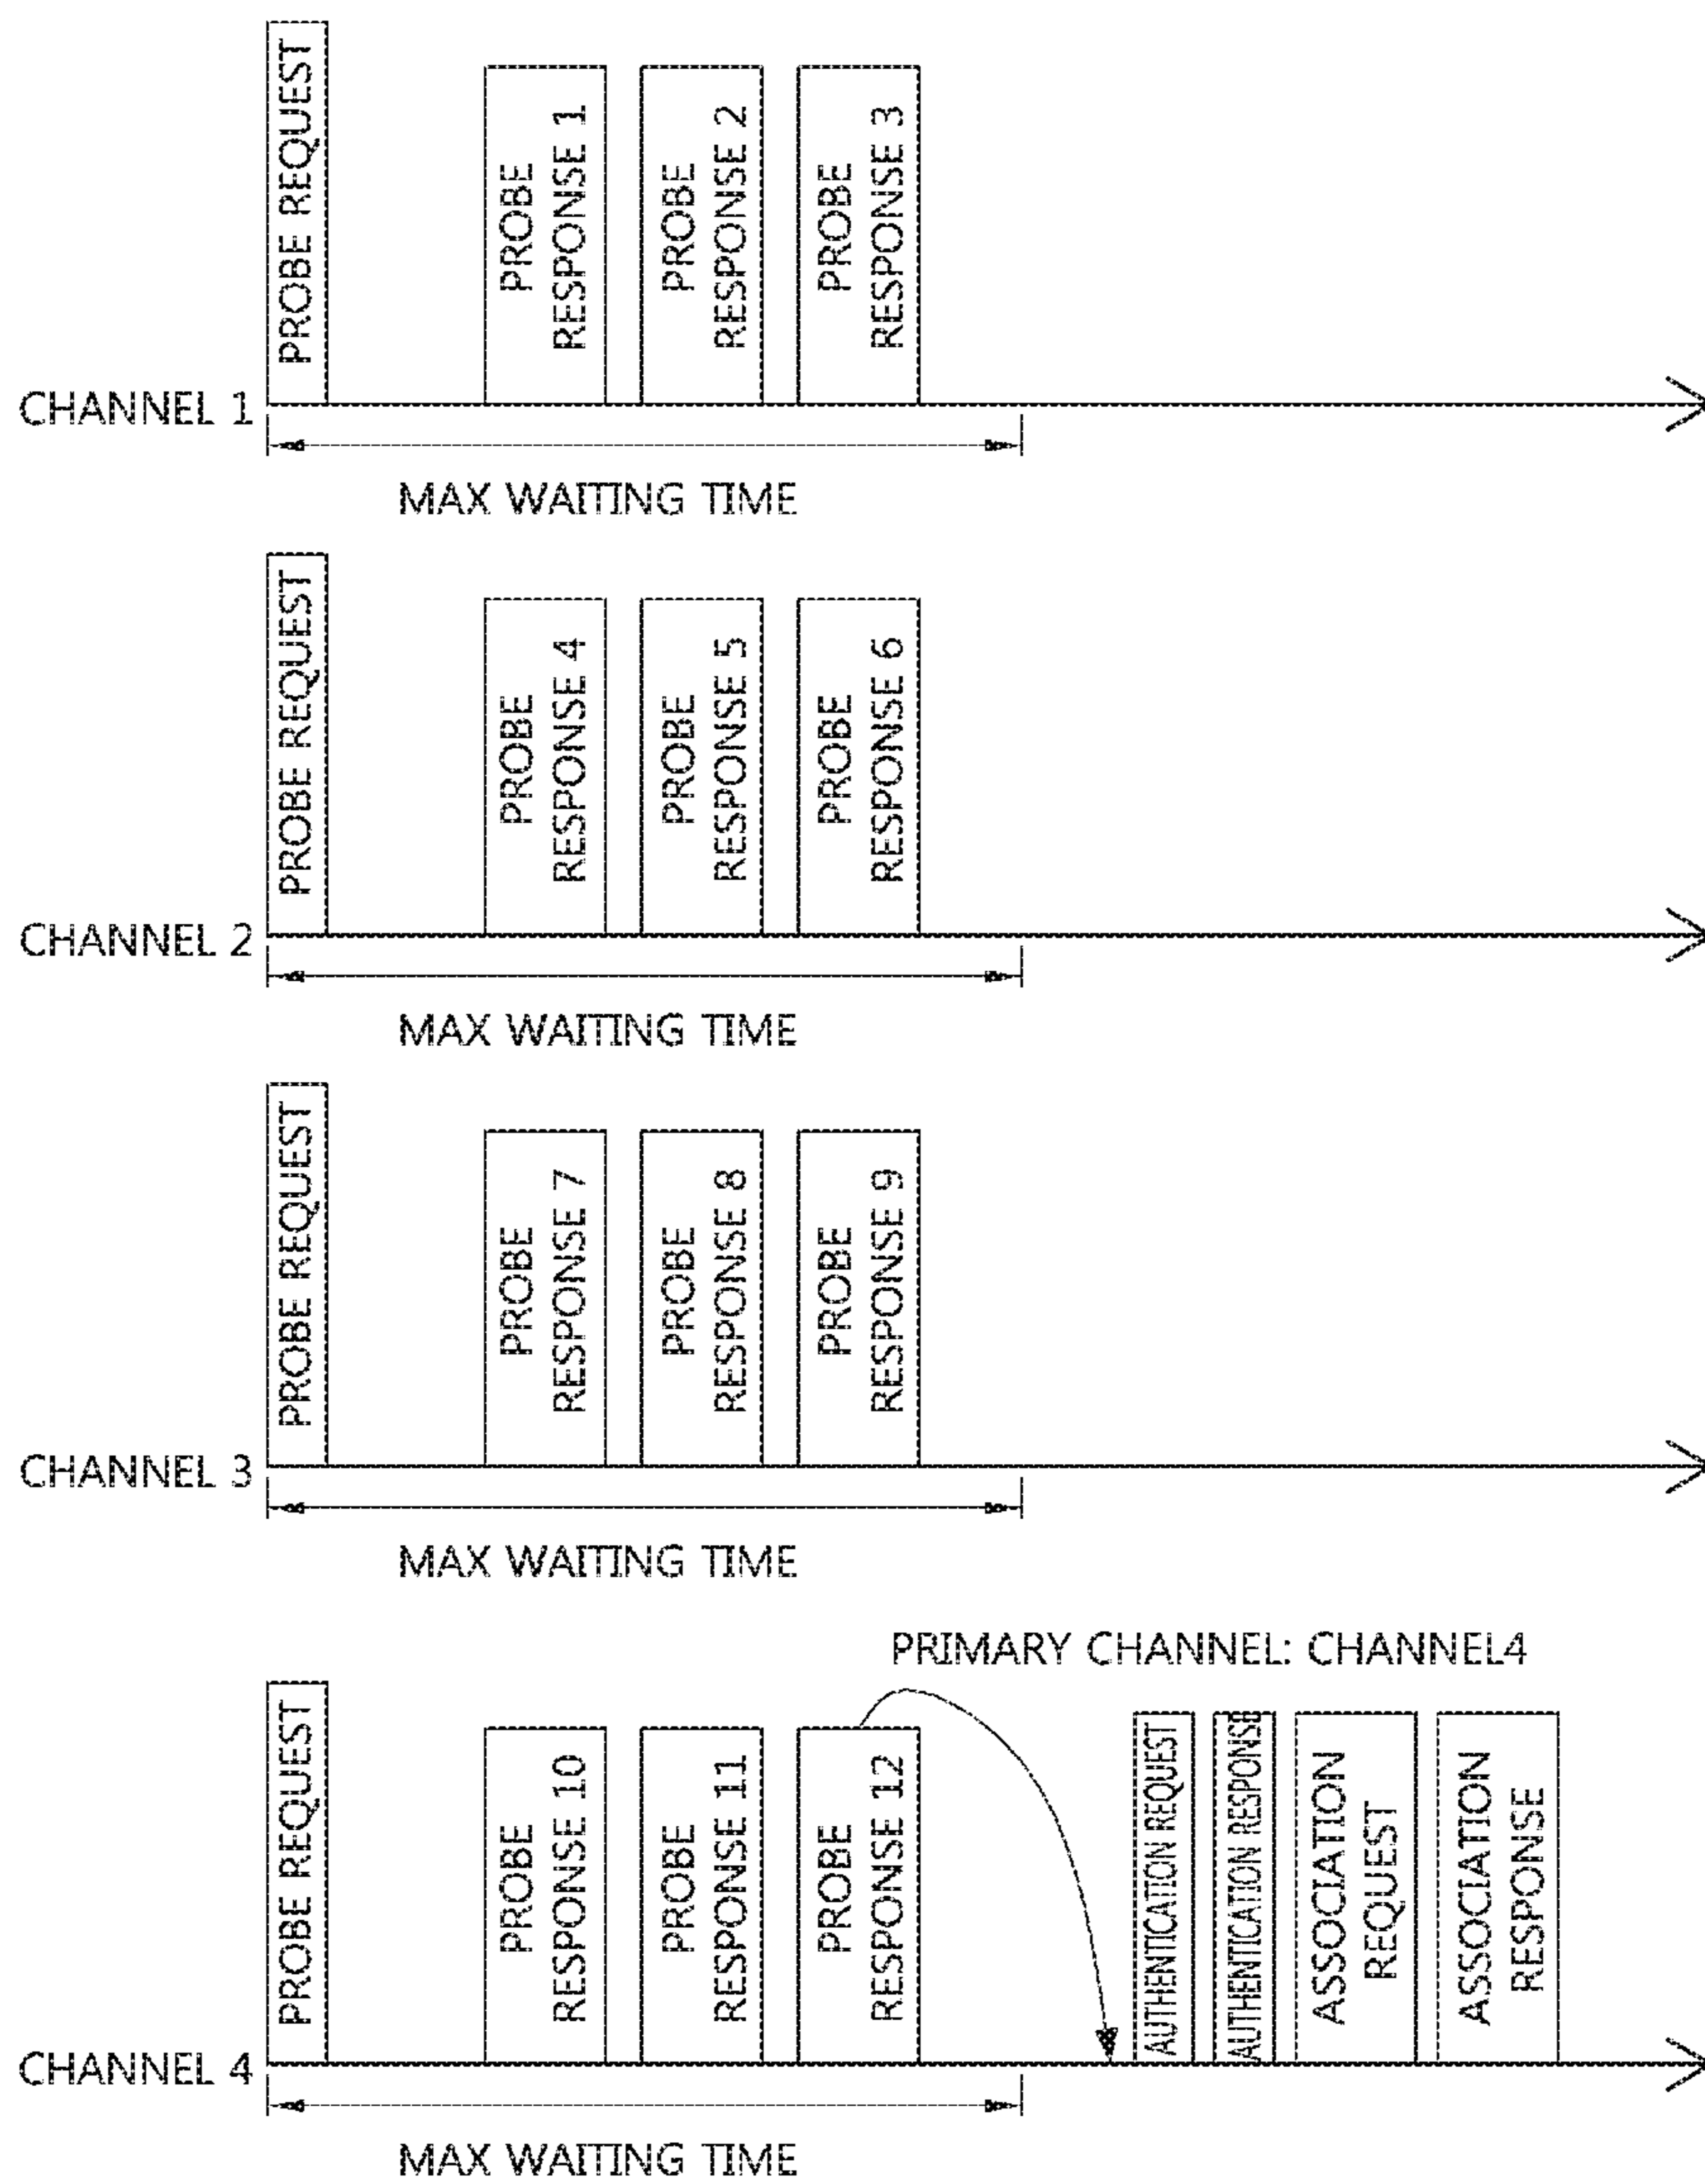 PROBE REQUEST
PROBE
RESPONSE 1
PROBE
RESPONSE 2
PROBE
RESPONSE 3
CHANNEL 1
MAX WAITING TIME
PROBE REQUEST
PROBE
RESPONSE 4
PROBE
RESPONSE 5
PROBE
RESPONSE 6
CHANNEL 2
MAX WAITING TIME
PROBE REQUEST
PROBE
RESPONSE 7
PROBE
RESPONSE 8
PROBE
RESPONSE 9
CHANNEL 3
MAX WAITING TIME
PRIMARY CHANNEL: CHANNEL4
PROBE REQUEST
PROBE
RESPONSE 10
PROBE
RESPONSE 11
PROBE
RESPONSE 12
AUTHENTICATION REQUEST
AUTHENTICATION RESPONSE
ASSOCIATION
REQUEST
ASSOCIATION
RESPONSE
CHANNEL 4
MAX WAITING TIME